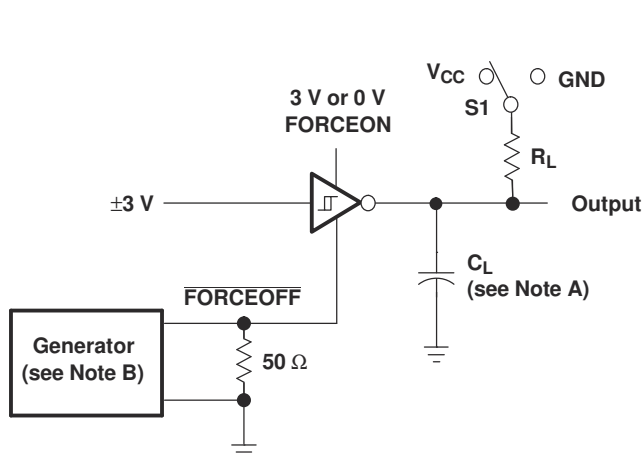 VCC
GND
S1
3 V or 0 V
FORCEON
RL
±3 V
Output
CL
(see Note A)
FORCEOFF
Generator
(see Note B)
50 Ω